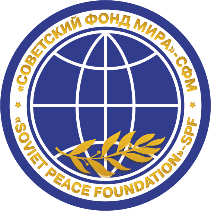 «СОВЕТСКИЙ ФОНД МИРА»-СФМ
«SOVIET PEACE FOUNDATION»-SPF